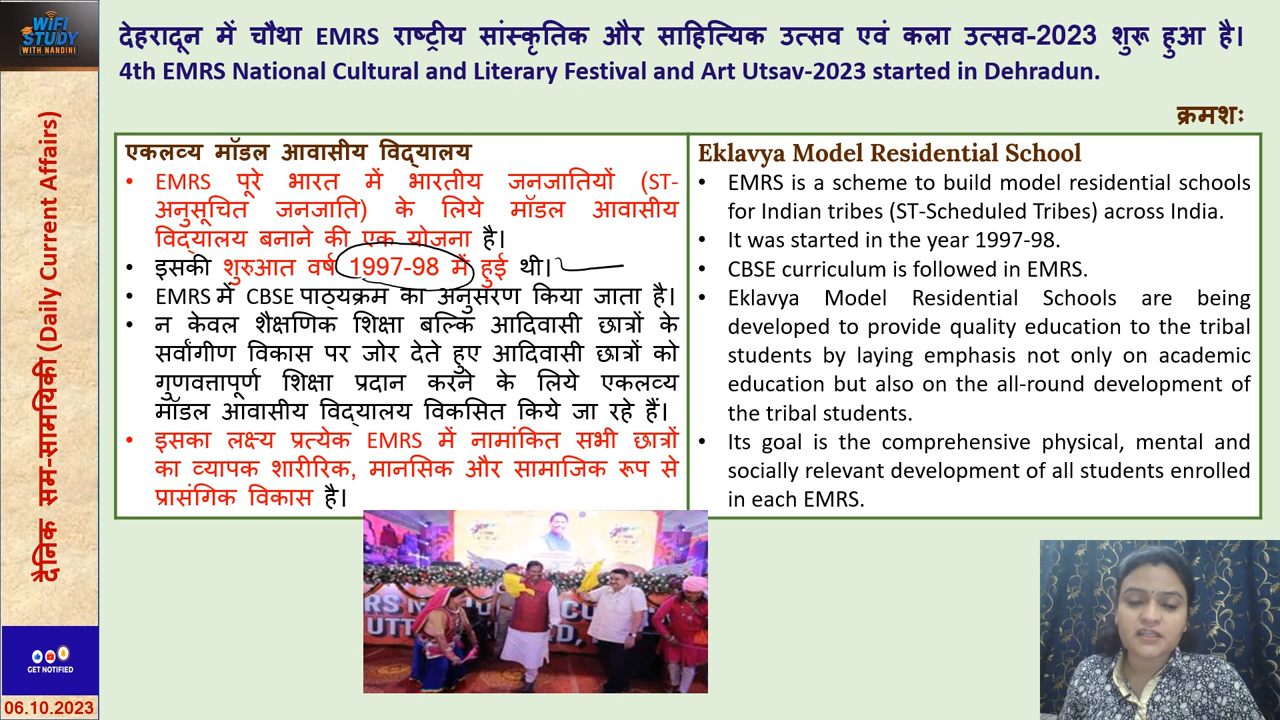 WiFi
STUDY
WITH NANDINI
देहरादून में चौथा EMRS राष्ट्रीय सांस्कृतिक और साहित्यिक उत्सव एवं कला उत्सव-2023 शुरू हुआ है।
4th EMRS National Cultural and Literary Festival and Art Utsav-2023 started in Dehradun.
क्रमशः
दैनिक सम-सामयिकी (Daily Current Affairs)
एकलव्य मॉडल आवासीय विद्यालय
• EMRS पूरे भारत में भारतीय जनजातियों (ST-
अनुसूचित जनजाति) के लिये मॉडल आवासीय
विद्यालय बनाने की एक योजना है।
• इसकी शुरुआत वर्ष 1997-98 में हुई थी।
• EMRS में CBSE पाठ्यक्रम का अनुसरण किया जाता है।
• न केवल शैक्षणिक शिक्षा बल्कि आदिवासी छात्रों के
सर्वांगीण विकास पर जोर देते हुए आदिवासी छात्रों को
गुणवत्तापूर्ण शिक्षा प्रदान करने के लिये एकलव्य
मॉडल आवासीय विद्यालय विकसित किये जा रहे हैं।
• इसका लक्ष्य प्रत्येक EMRS में नामांकित सभी छात्रों
का व्यापक शारीरिक, मानसिक और सामाजिक रूप से
प्रासंगिक विकास है।
Eklavya Model Residential School
• EMRS is a scheme to build model residential schools
for Indian tribes (ST-Scheduled Tribes) across India.
• It was started in the year 1997-98.
• CBSE curriculum is followed in EMRS.
• Eklavya Model Residential Schools are being
developed to provide quality education to the tribal
students by laying emphasis not only on academic
education but also on the all-round development of
the tribal students.
• Its goal is the comprehensive physical, mental and
socially relevant development of all students enrolled
in each EMRS.
GET NOTIFIED
06.10.2023